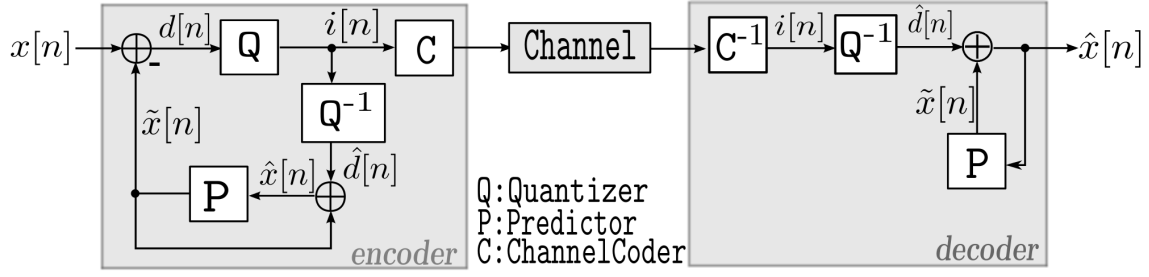 x[n] - d[n] Q i[n] C Channel C⁻¹ i[n] Q⁻¹ d̂[n] x̂[n]
x̃[n] Q⁻¹ x̃[n]
P x̂[n] d̂[n] P
Q:Quantizer
P:Predictor
C:ChannelCoder
encoder decoder